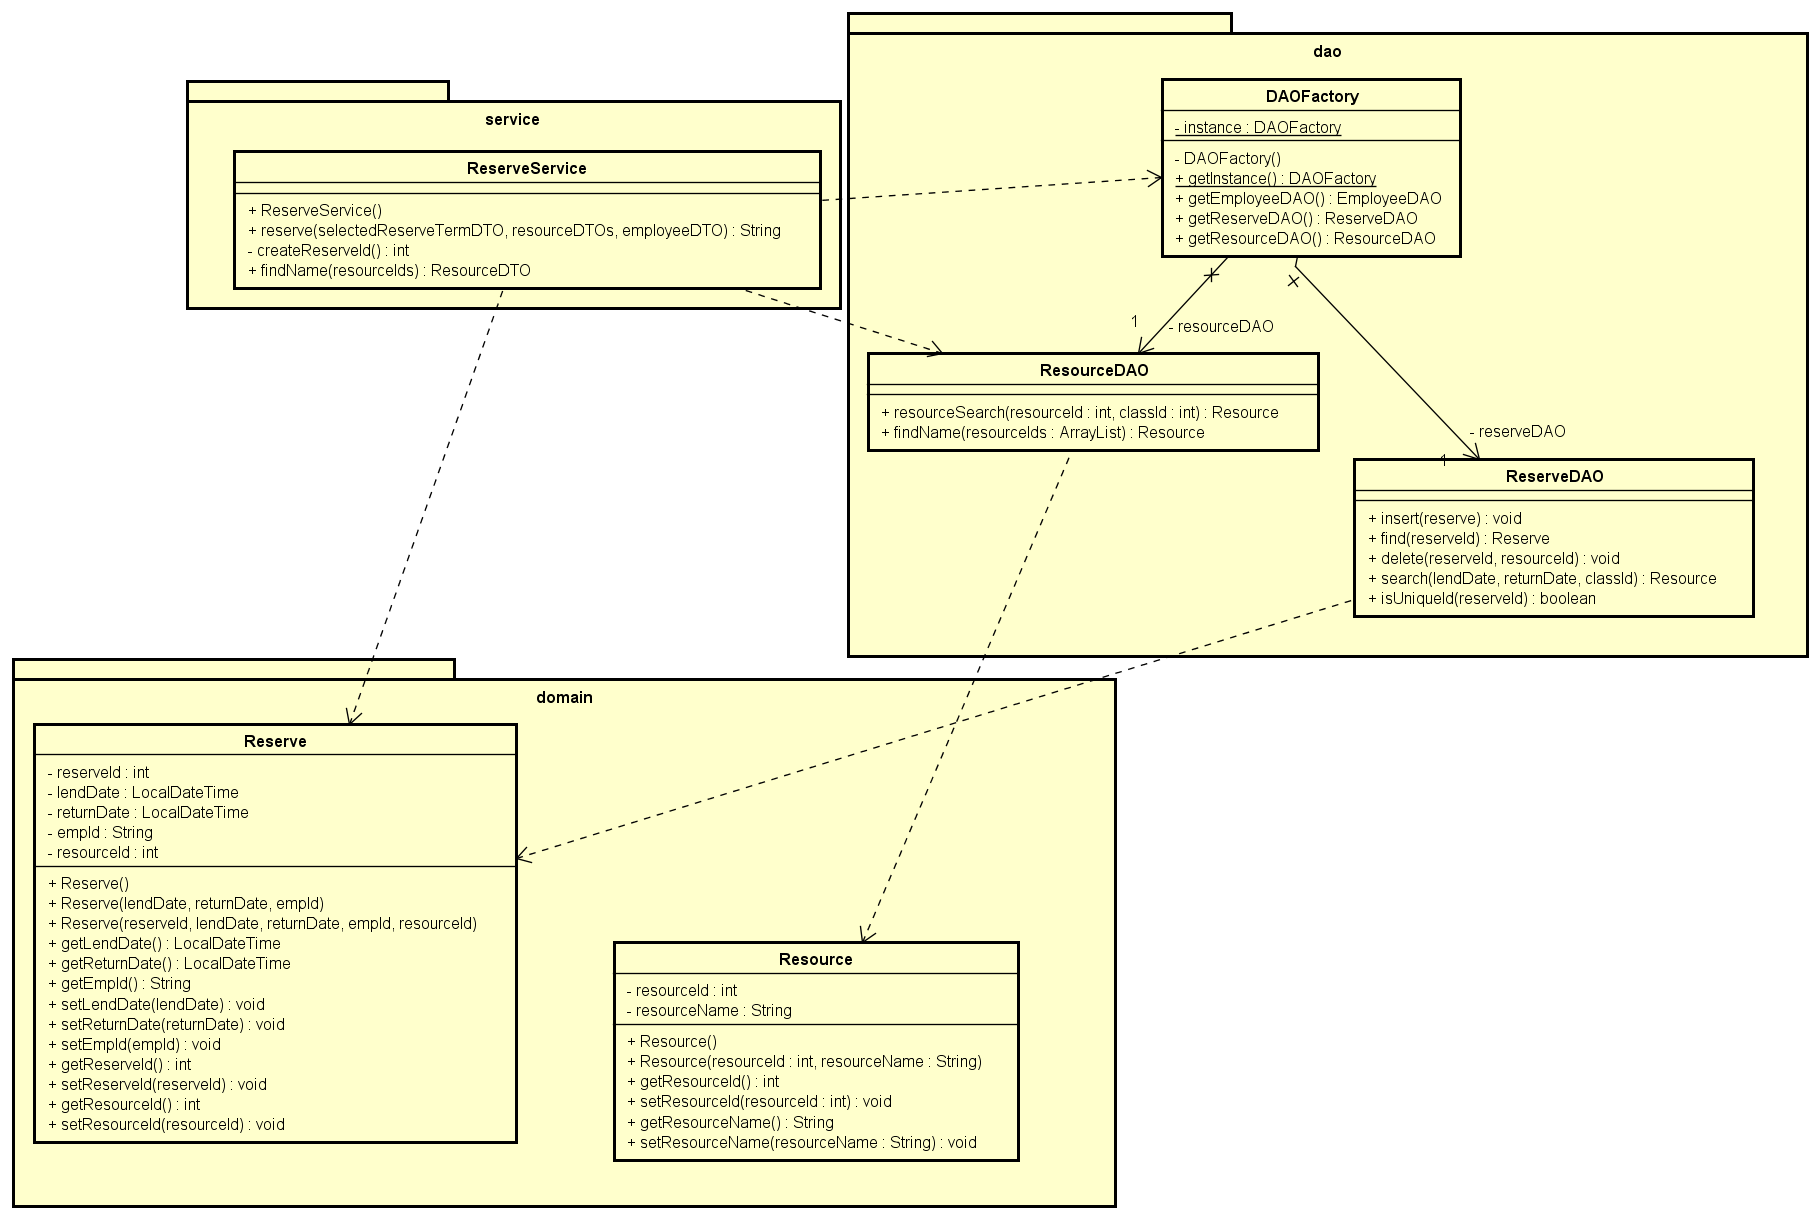 dao
DAOFactory
- instance : DAOFactory
- DAOFactory()
+ getInstance() : DAOFactory
+ getEmployeeDAO() : EmployeeDAO
+ getReserveDAO() : ReserveDAO
+ getResourceDAO() : ResourceDAO
service
ReserveService
+ ReserveService()
+ reserve(selectedReserveTermDTO, resourceDTOs, employeeDTO) : String
- createReserveId() : int
+ findName(resourceIds) : ResourceDTO
1
- resourceDAO
ResourceDAO
+ resourceSearch(resourceId : int, classId : int) : Resource
+ findName(resourceIds : ArrayList) : Resource
- reserveDAO
1
ReserveDAO
+ insert(reserve) : void
+ find(reserveId) : Reserve
+ delete(reserveId, resourceId) : void
+ search(lendDate, returnDate, classId) : Resource
+ isUniqueId(reserveId) : boolean
domain
Reserve
- reserveId : int
- lendDate : LocalDateTime
- returnDate : LocalDateTime
- empId : String
- resourceId : int
+ Reserve()
+ Reserve(lendDate, returnDate, empId)
+ Reserve(reserveId, lendDate, returnDate, empId, resourceId)
+ getLendDate() : LocalDateTime
+ getReturnDate() : LocalDateTime
+ getEmpId() : String
+ setLendDate(lendDate) : void
+ setReturnDate(returnDate) : void
+ setEmpId(empId) : void
+ getReserveId() : int
+ setReserveId(reserveId) : void
+ getResourceId() : int
+ setResourceId(resourceId) : void
Resource
- resourceId : int
- resourceName : String
+ Resource()
+ Resource(resourceId : int, resourceName : String)
+ getResourceId() : int
+ setResourceId(resourceId : int) : void
+ getResourceName() : String
+ setResourceName(resourceName : String) : void